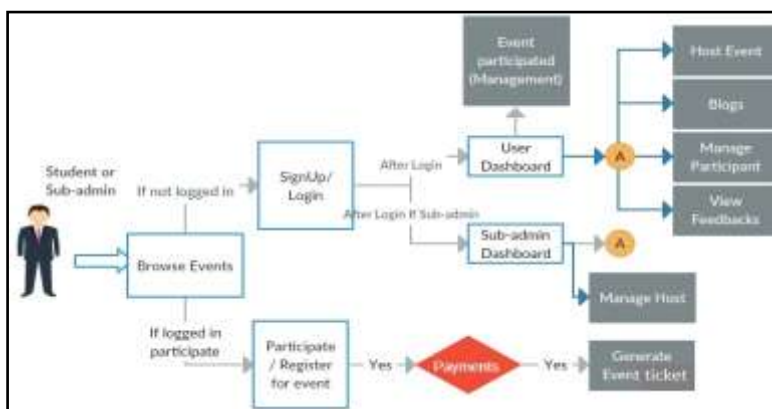 Event
participated
(Management)
Host Event
Blogs
Manage
Participant
View
Feedbacks
A
User
Dashboard
After Login
SignUp/
Login
Student or
Sub-admin
If not logged in
After Login If Sub-admin
Sub-admin
Dashboard
A
Manage Host
Browse Events
If logged in
participate
Participate
/ Register
for event
Yes
Payments
Yes
Generate
Event ticket